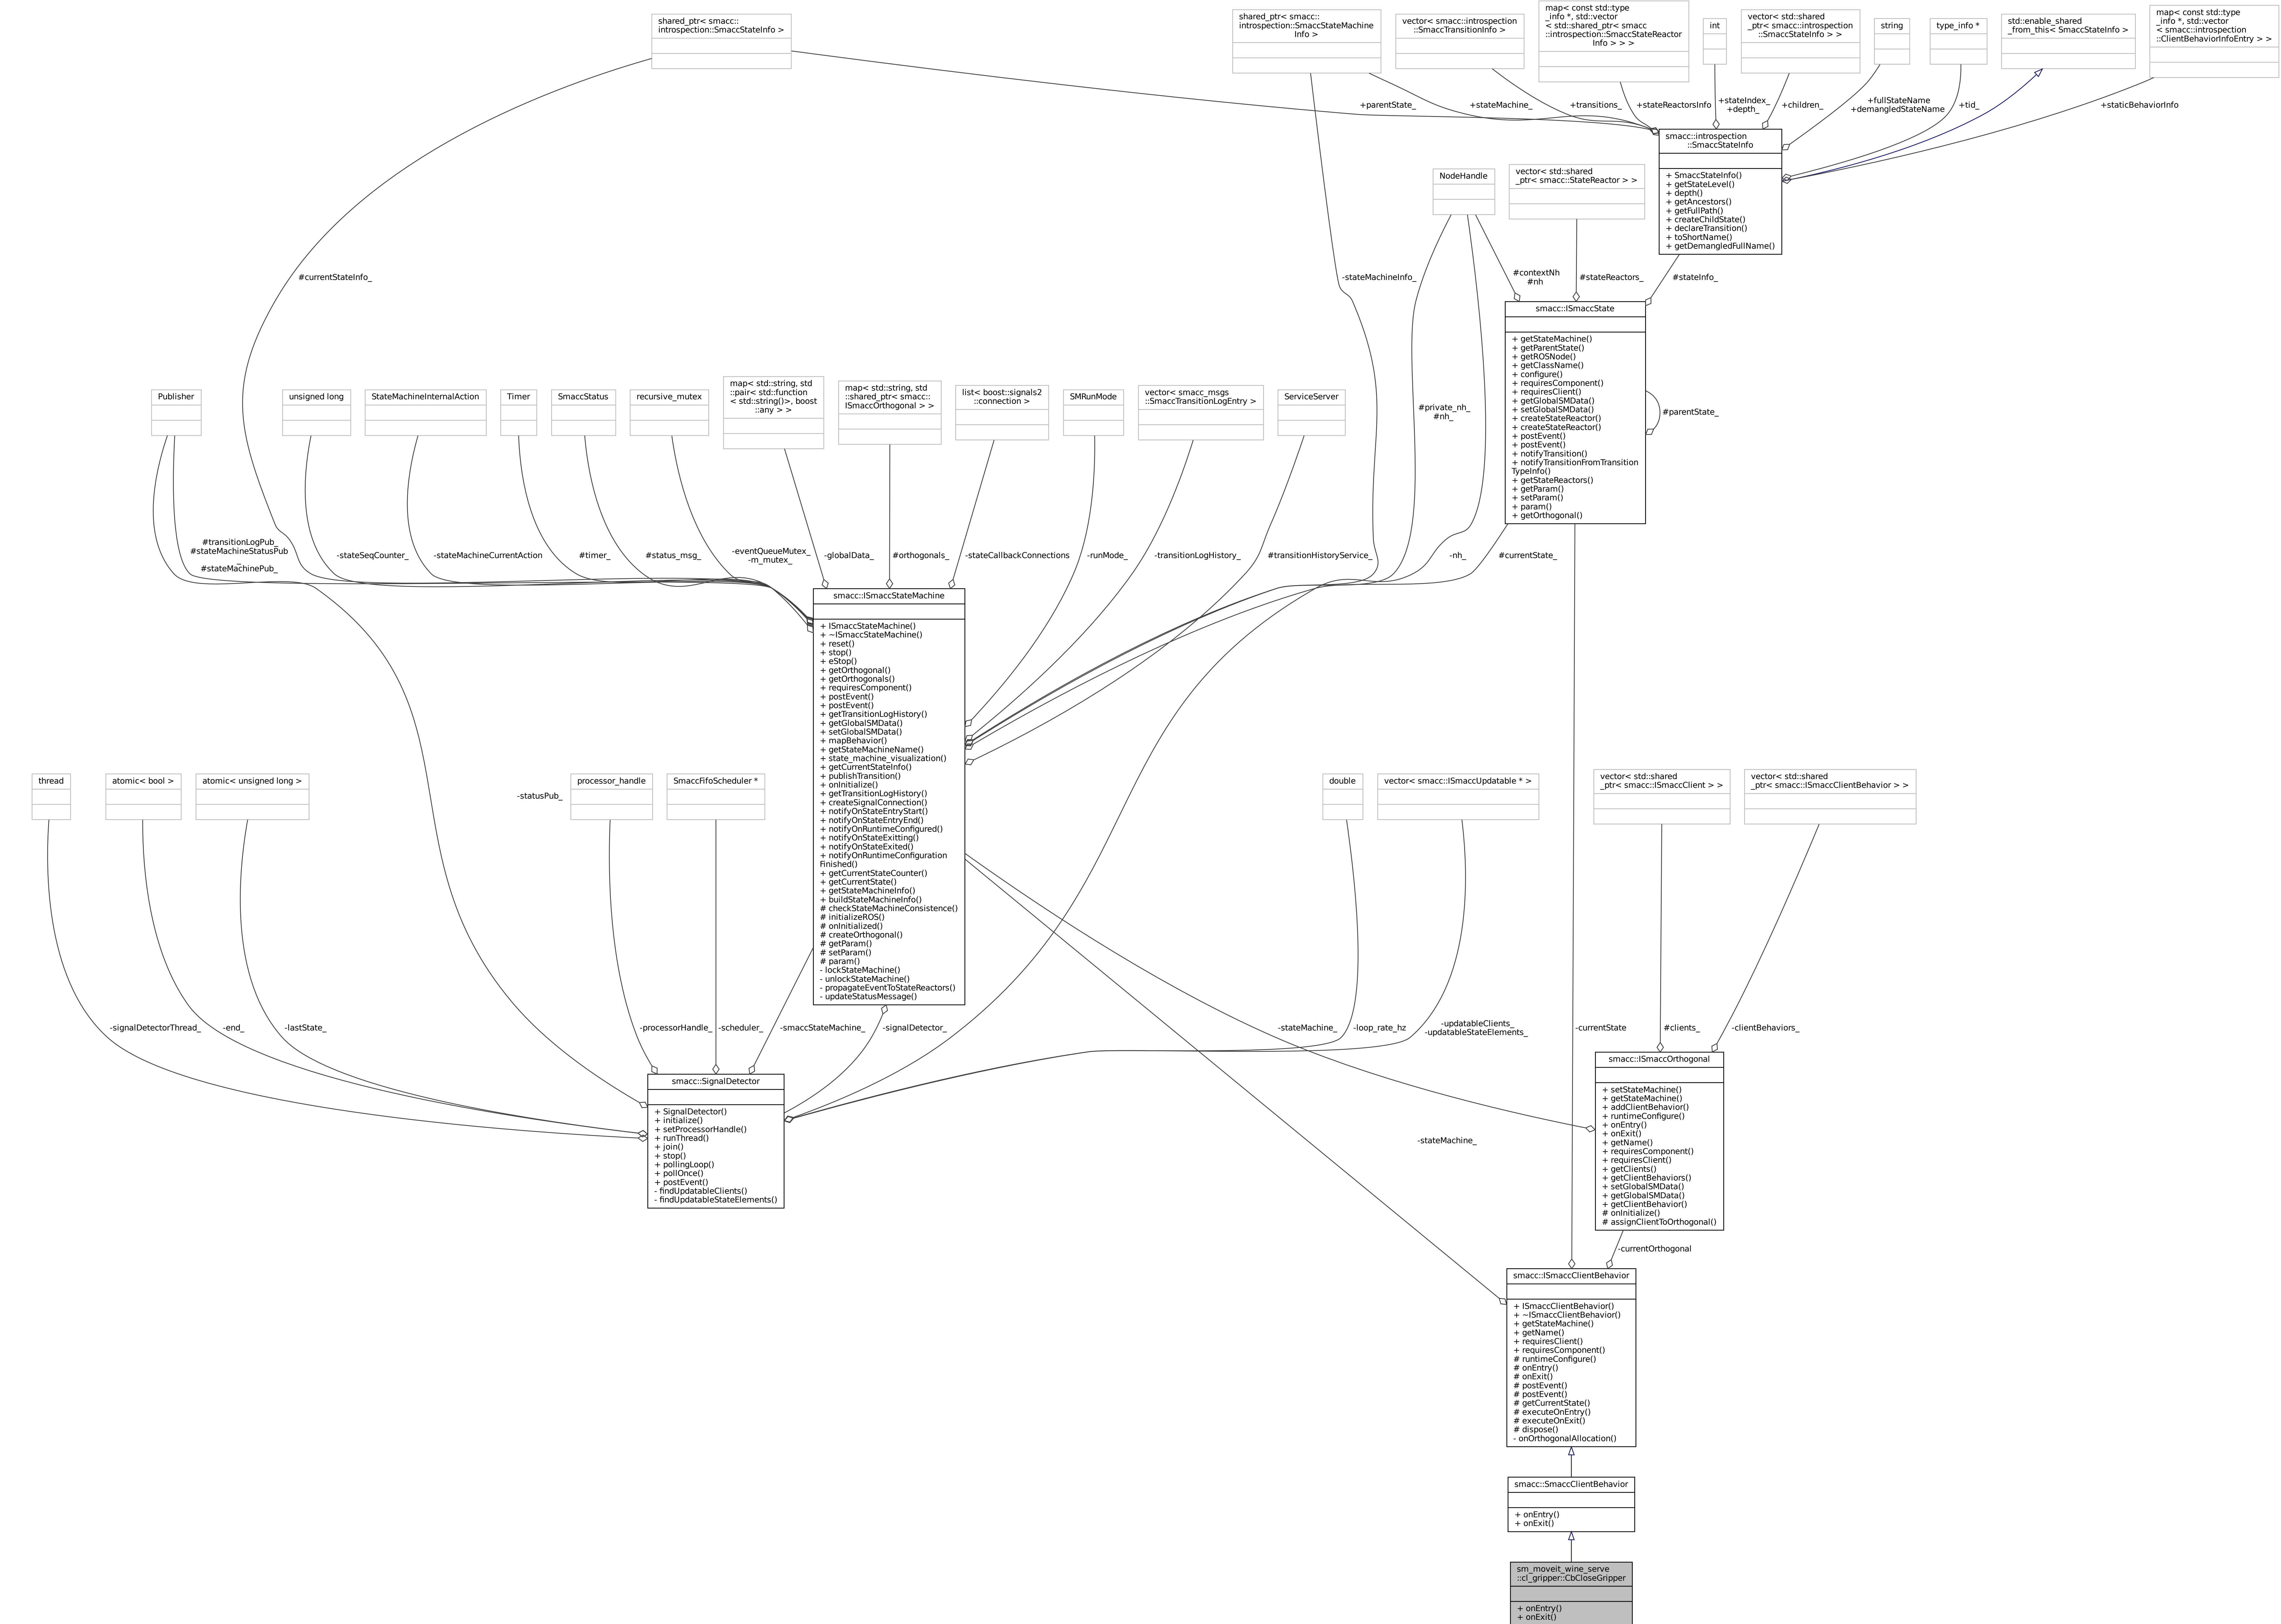 shared_ptr< smacc::
introspection::SmaccStateInfo >
shared_ptr< smacc::
introspection::SmaccStateMachine
Info >
vector< smacc::introspection
::SmaccTransitionInfo >
map< const std::type
_info *, std::vector
< std::shared_ptr< smacc
::introspection::SmaccStateReactor
Info > > >
int
vector< std::shared
_ptr< smacc::introspection
::SmaccStateInfo > >
string
type_info *
std::enable_shared
_from_this< SmaccStateInfo >
map< const std::type
_info *, std::vector
< smacc::introspection
::ClientBehaviorInfoEntry > >
+parentState_
+stateMachine_
+transitions_
+stateReactorsInfo
+stateIndex_
+depth_
+children_
+fullStateName
+demangledStateName
+tid_
+staticBehaviorInfo
smacc::introspection
::SmaccStateInfo
+ SmaccStateInfo()
+ getStateLevel()
+ depth()
+ getAncestors()
+ getFullPath()
+ createChildState()
+ declareTransition()
+ toShortName()
+ getDemangledFullName()
NodeHandle
vector< std::shared
_ptr< smacc::StateReactor > >
#currentStateInfo_
-stateMachineInfo_
#contextNh
#nh
#stateReactors_
#stateInfo_
smacc::ISmaccState
+ getStateMachine()
+ getParentState()
+ getROSNode()
+ getClassName()
+ configure()
+ requiresComponent()
+ requiresClient()
+ getGlobalSMData()
+ setGlobalSMData()
+ createStateReactor()
+ createStateReactor()
+ postEvent()
+ postEvent()
+ notifyTransition()
+ notifyTransitionFromTransition
TypeInfo()
+ getStateReactors()
+ getParam()
+ setParam()
+ param()
+ getOrthogonal()
#parentState_
Publisher
unsigned long
StateMachineInternalAction
Timer
SmaccStatus
recursive_mutex
map< std::string, std
::pair< std::function
< std::string()>, boost
::any > >
map< std::string, std
::shared_ptr< smacc::
ISmaccOrthogonal > >
list< boost::signals2
::connection >
SMRunMode
vector< smacc_msgs
::SmaccTransitionLogEntry >
ServiceServer
#private_nh_
#nh_
#transitionLogPub_
#stateMachineStatusPub
_
#stateMachinePub_
-stateSeqCounter_
-stateMachineCurrentAction
#timer_
#status_msg_
-eventQueueMutex_
-m_mutex_
-globalData_
#orthogonals_
-stateCallbackConnections
-runMode_
-transitionLogHistory_
#transitionHistoryService_
-nh_
#currentState_
smacc::ISmaccStateMachine
+ ISmaccStateMachine()
+ ~ISmaccStateMachine()
+ reset()
+ stop()
+ eStop()
+ getOrthogonal()
+ getOrthogonals()
+ requiresComponent()
+ postEvent()
+ postEvent()
+ getTransitionLogHistory()
+ getGlobalSMData()
+ setGlobalSMData()
+ mapBehavior()
+ getStateMachineName()
+ state_machine_visualization()
+ getCurrentStateInfo()
+ publishTransition()
+ onInitialize()
+ getTransitionLogHistory()
+ createSignalConnection()
+ notifyOnStateEntryStart()
+ notifyOnStateEntryEnd()
+ notifyOnRuntimeConfigured()
+ notifyOnStateExitting()
+ notifyOnStateExited()
+ notifyOnRuntimeConfiguration
Finished()
+ getCurrentStateCounter()
+ getCurrentState()
+ getStateMachineInfo()
+ buildStateMachineInfo()
# checkStateMachineConsistence()
# initializeROS()
# onInitialized()
# createOrthogonal()
# getParam()
# setParam()
# param()
- lockStateMachine()
- unlockStateMachine()
- propagateEventToStateReactors()
- updateStatusMessage()
thread
atomic< bool >
atomic< unsigned long >
-statusPub_
processor_handle
SmaccFifoScheduler *
double
vector< smacc::ISmaccUpdatable * >
vector< std::shared
_ptr< smacc::ISmaccClient > >
vector< std::shared
_ptr< smacc::ISmaccClientBehavior > >
-signalDetectorThread_
-end_
-lastState_
-processorHandle_
-scheduler_
-smaccStateMachine_
-signalDetector_
-stateMachine_
-loop_rate_hz
-updatableClients_
-updatableStateElements_
-currentState
#clients_
-clientBehaviors_
smacc::SignalDetector
+ SignalDetector()
+ initialize()
+ setProcessorHandle()
+ runThread()
+ join()
+ stop()
+ pollingLoop()
+ pollOnce()
+ postEvent()
- findUpdatableClients()
- findUpdatableStateElements()
smacc::ISmaccOrthogonal
+ setStateMachine()
+ getStateMachine()
+ addClientBehavior()
+ runtimeConfigure()
+ onEntry()
+ onExit()
+ getName()
+ requiresComponent()
+ requiresClient()
+ getClients()
+ getClientBehaviors()
+ setGlobalSMData()
+ getGlobalSMData()
+ getClientBehavior()
# onInitialize()
# assignClientToOrthogonal()
-stateMachine_
-currentOrthogonal
smacc::ISmaccClientBehavior
+ ISmaccClientBehavior()
+ ~ISmaccClientBehavior()
+ getStateMachine()
+ getName()
+ requiresClient()
+ requiresComponent()
# runtimeConfigure()
# onEntry()
# onExit()
# postEvent()
# postEvent()
# getCurrentState()
# executeOnEntry()
# executeOnExit()
# dispose()
- onOrthogonalAllocation()
smacc::SmaccClientBehavior
+ onEntry()
+ onExit()
sm_moveit_wine_serve
::cl_gripper::CbCloseGripper
+ onEntry()
+ onExit()